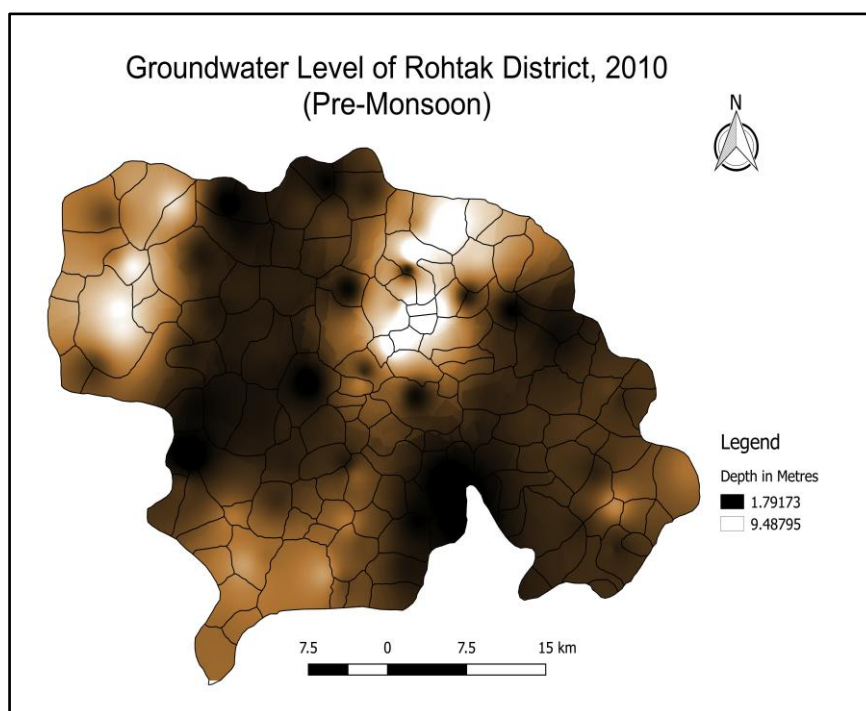 Groundwater Level of Rohtak District, 2010
(Pre-Monsoon)
N
Legend
Depth in Metres
1.79173
9.48795
7.5 0 7.5 15 km